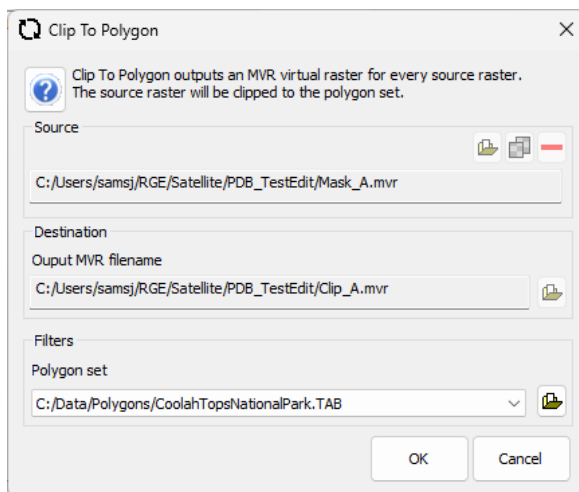 Clip To Polygon
Clip To Polygon outputs an MVR virtual raster for every source raster.
The source raster will be clipped to the polygon set.
Source
C:/Users/samsj/RGE/Satellite/PDB_TestEdit/Mask_A.mvr
Destination
Ouput MVR filename
C:/Users/samsj/RGE/Satellite/PDB_TestEdit/Clip_A.mvr
Filters
Polygon set
C:/Data/Polygons/CoolahTopsNationalPark.TAB
OK
Cancel